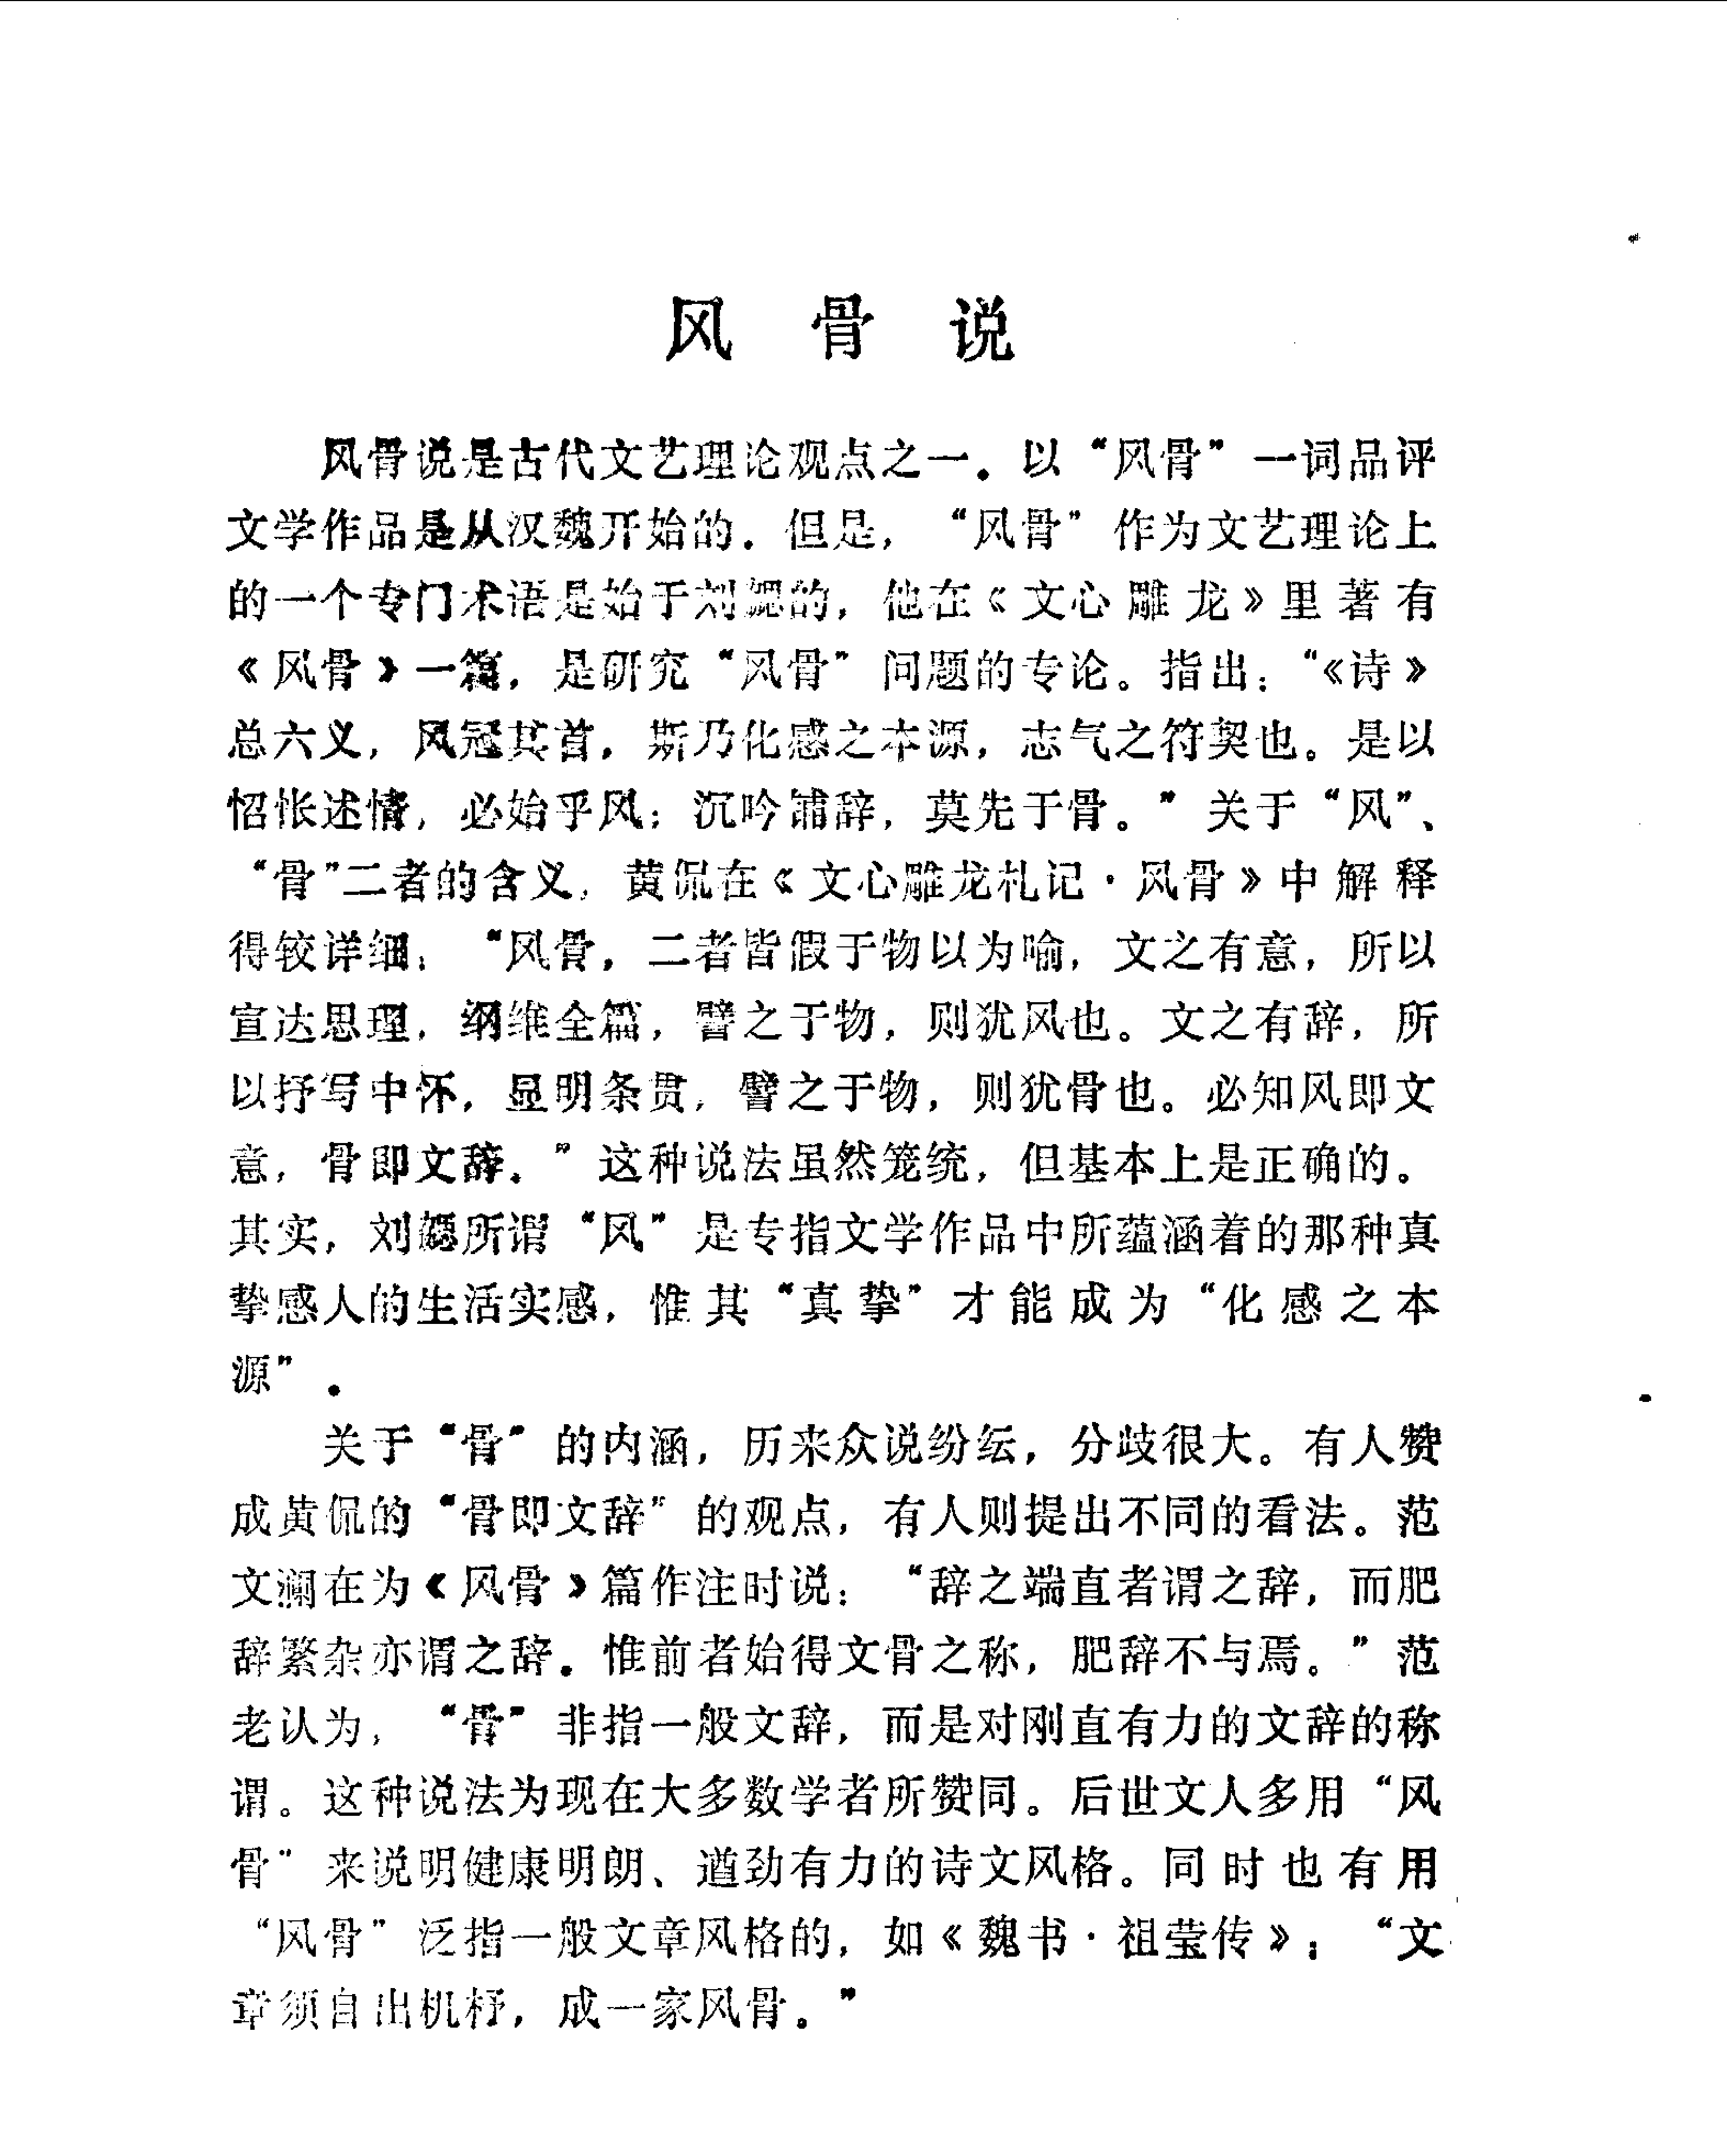 风骨说
风骨说是古代文艺理论观点之一。以“风骨”一词品评
文学作品是从汉魏开始的。但是，“风骨”作为文艺理论上
的一个专门术语是始于刘勰的，他在《文心雕龙》里著有
《风骨》一篇，是研究“风骨”问题的专论。指出：“《诗》
总六义，风冠其首，斯乃化感之本源，志气之符契也。是以
怊怅述情，必始乎风；沉吟铺辞，莫先于骨。”关于“风”、
“骨”二者的含义，黄侃在《文心雕龙札记·风骨》中解释
得较详细：“风骨，二者皆假于物以为喻，文之有意，所以
宣达思理，纲维全篇，譬之于物，则犹风也。文之有辞，所
以抒写中怀，显明条贯，譬之于物，则犹骨也。必知风即文
意，骨即文辞。”这种说法虽然笼统，但基本上是正确的。
其实，刘勰所谓“风”是专指文学作品中所蕴涵着的那种真
挚感人的生活实感，惟其“真挚”才能成为“化感之本
源”。
关于“骨”的内涵，历来众说纷纭，分歧很大。有人赞
成黄侃的“骨即文辞”的观点，有人则提出不同的看法。范
文澜在为《风骨》篇作注时说：“辞之端直者谓之辞，而肥
辞繁杂亦谓之辞。惟前者始得文骨之称，肥辞不与焉。”范
老认为，“骨”非指一般文辞，而是对刚直有力的文辞的称
谓。这种说法为现在大多数学者所赞同。后世文人多用“风
骨”来说明健康明朗、遒劲有力的诗文风格。同时也有用
“风骨”泛指一般文章风格的，如《魏书·祖莹传》：“文
章须自出机杼，成一家风骨。”